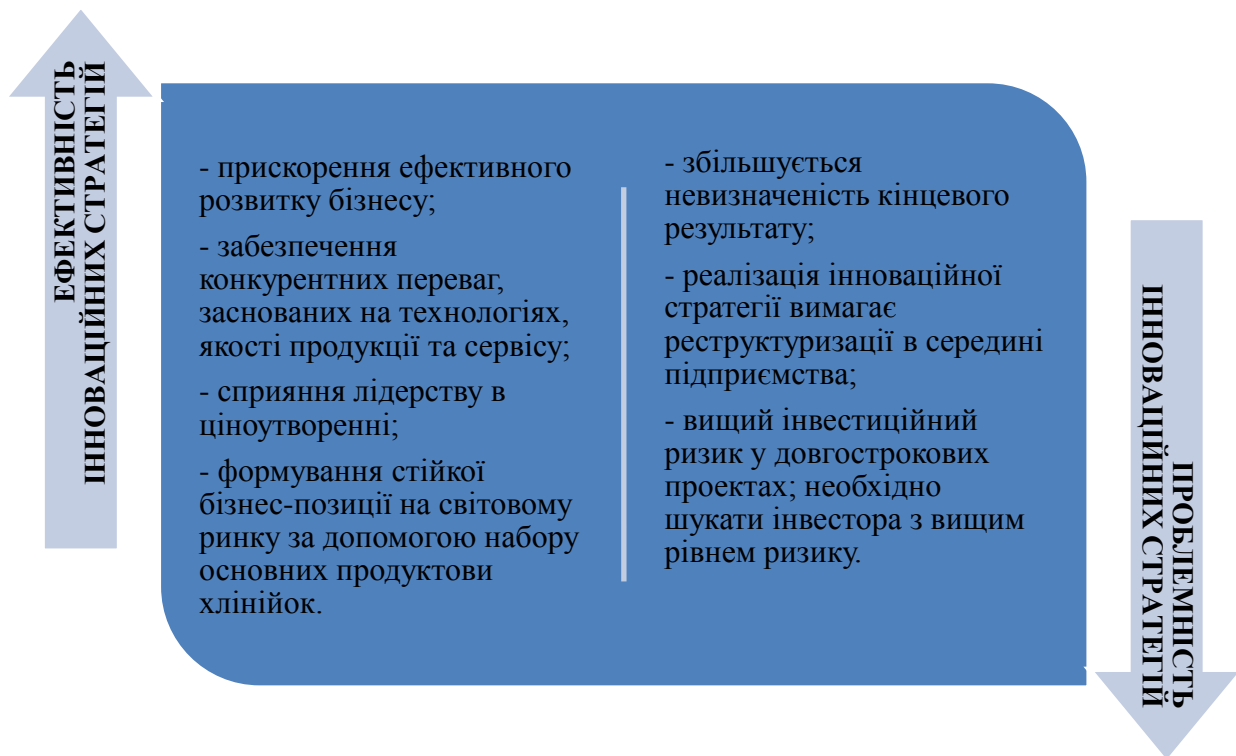 ЕФЕКТИВНІСТЬ
ІННОВАЦІЙНИХ СТРАТЕГІЙ
- прискорення ефективного
розвитку бізнесу;
- забезпечення
конкурентних переваг,
заснованих на технологіях,
якості продукції та сервісу;
- сприяння лідерству в
ціноутворенні;
- формування стійкої
бізнес-позиції на світовому
ринку за допомогою набору
основних продуктови
хлінійок.
- збільшується
невизначеність кінцевого
результату;
- реалізація інноваційної
стратегії вимагає
реструктуризації в середині
підприємства;
- вищий інвестиційний
ризик у довгострокових
проектах; необхідно
шукати інвестора з вищим
рівнем ризику.
ПРОБЛЕМНІСТЬ
ІННОВАЦІЙНИХ СТРАТЕГІЙ